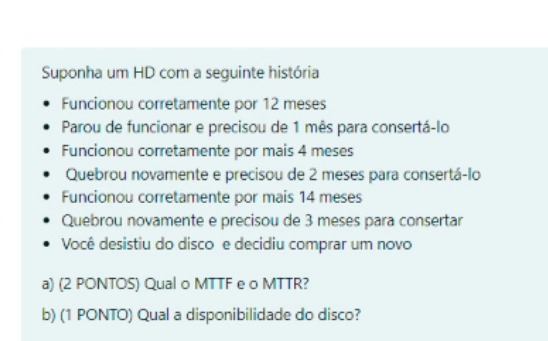 Suponha um HD com a seguinte história
• Funcionou corretamente por 12 meses
• Parou de funcionar e precisou de 1 mês para consertá-lo
• Funcionou corretamente por mais 4 meses
• Quebrou novamente e precisou de 2 meses para consertá-lo
• Funcionou corretamente por mais 14 meses
• Quebrou novamente e precisou de 3 meses para consertar
• Você desistiu do disco e decidiu comprar um novo
a) (2 PONTOS) Qual o MTTF e o MTTR?
b) (1 PONTO) Qual a disponibilidade do disco?